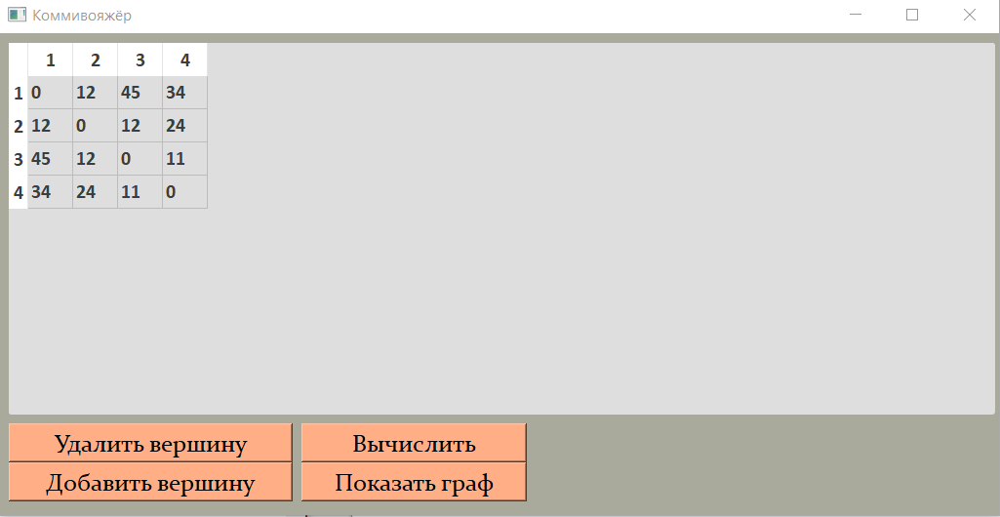 Коммивояжёр
1 2 3 4
1 0 12 45 34
2 12 0 12 24
3 45 12 0 11
4 34 24 11 0
Удалить вершину Вычислить
Добавить вершину Показать граф